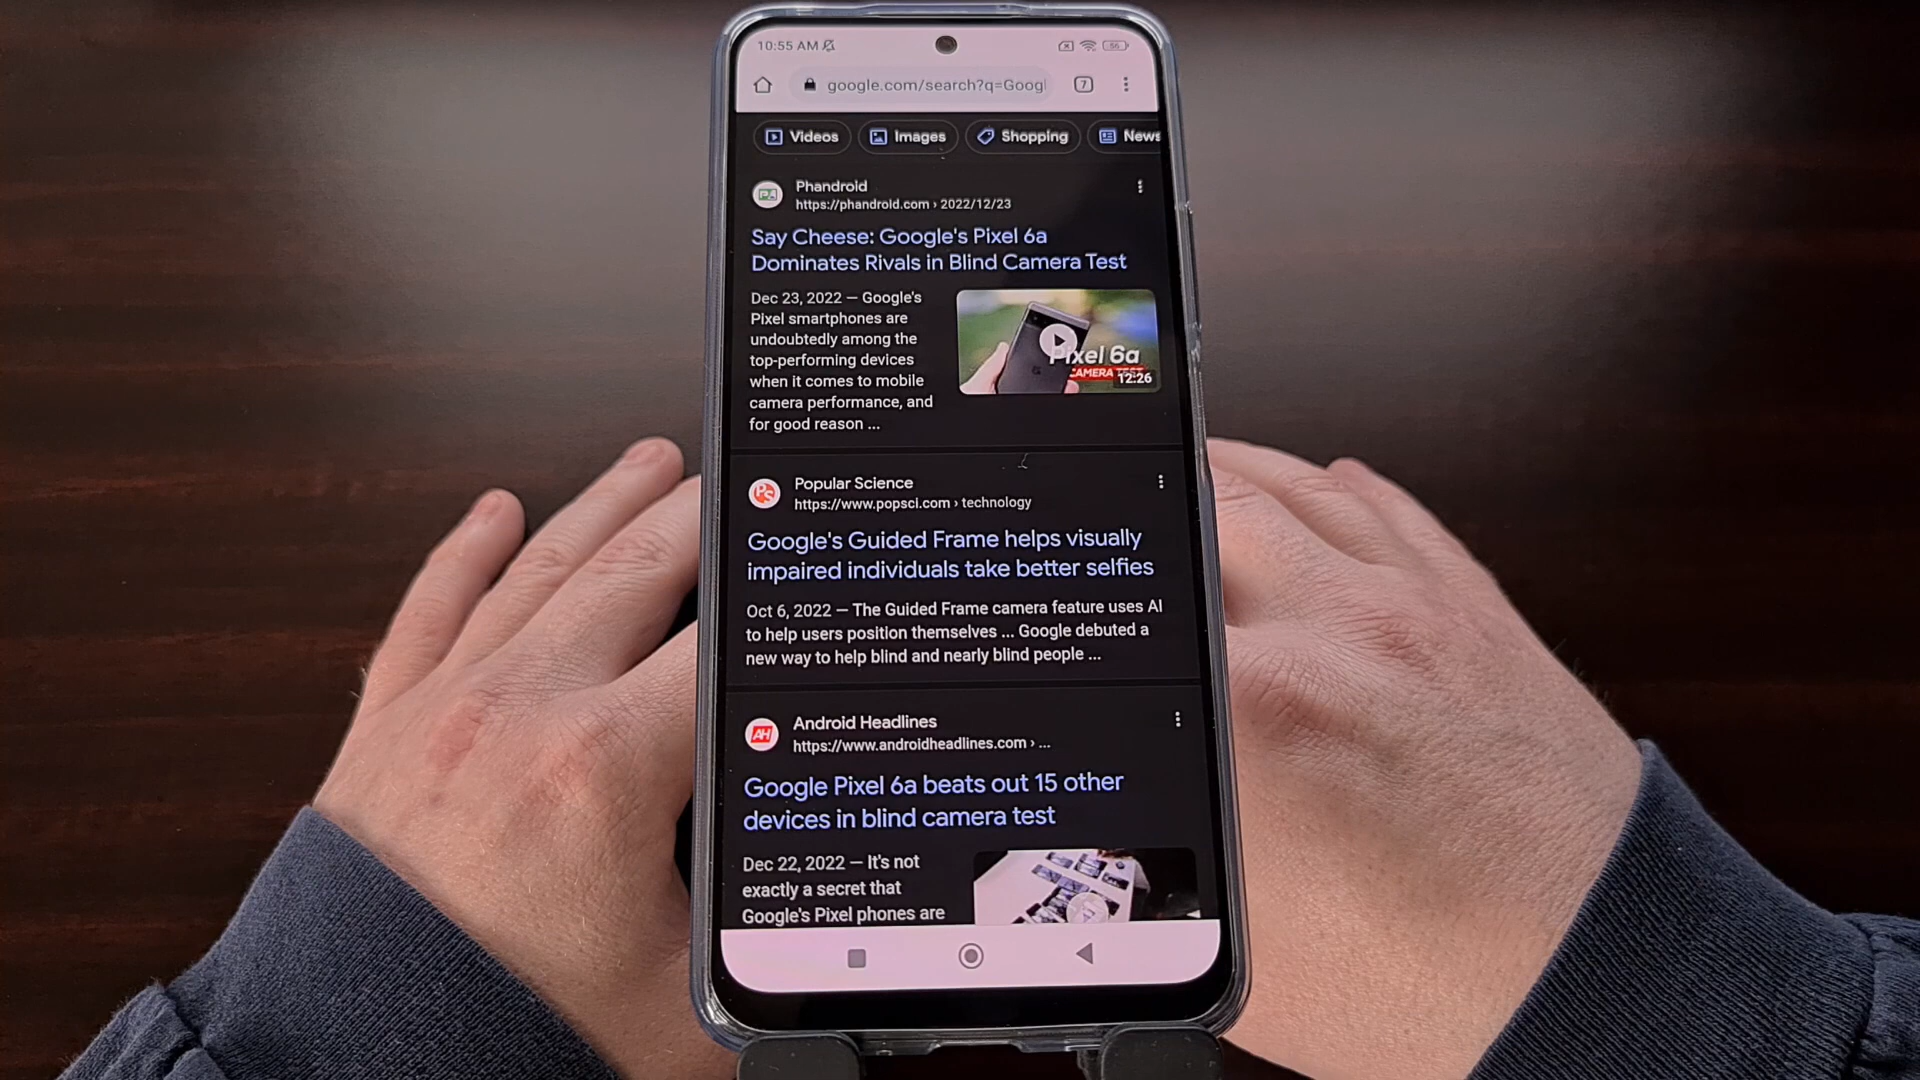 10:55 AM
56
google.com/search?q=Googl
7
Videos
Images
Shopping
News
Phandroid
https://phandroid.com › 2022/12/23
Say Cheese: Google's Pixel 6a
Dominates Rivals in Blind Camera Test
Dec 23, 2022 — Google's
Pixel smartphones are
undoubtedly among the
top-performing devices
when it comes to mobile
camera performance, and
for good reason ...
Pixel 6a
CAMERA TEST
12:26
PS
Popular Science
https://www.popsci.com › technology
Google's Guided Frame helps visually
impaired individuals take better selfies
Oct 6, 2022 — The Guided Frame camera feature uses AI
to help users position themselves ... Google debuted a
new way to help blind and nearly blind people ...
AH
Android Headlines
https://www.androidheadlines.com › ...
Google Pixel 6a beats out 15 other
devices in blind camera test
Dec 22, 2022 — It's not
exactly a secret that
Google's Pixel phones are